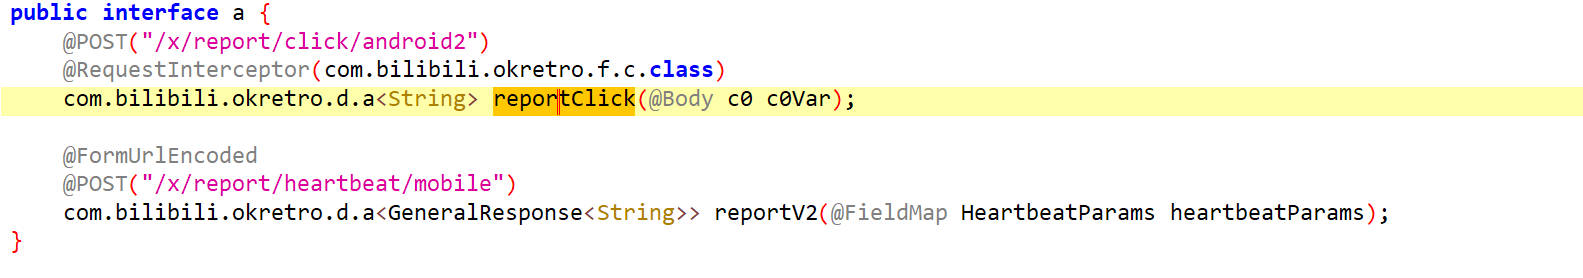 public interface a {
@POST("/x/report/click/android2")
@RequestInterceptor(com.bilibili.okretro.f.c.class)
com.bilibili.okretro.d.a<String> reportClick(@Body c0 c0Var);
@FormUrlEncoded
@POST("/x/report/heartbeat/mobile")
com.bilibili.okretro.d.a<GeneralResponse<String>> reportV2(@FieldMap HeartbeatParams heartbeatParams);
}